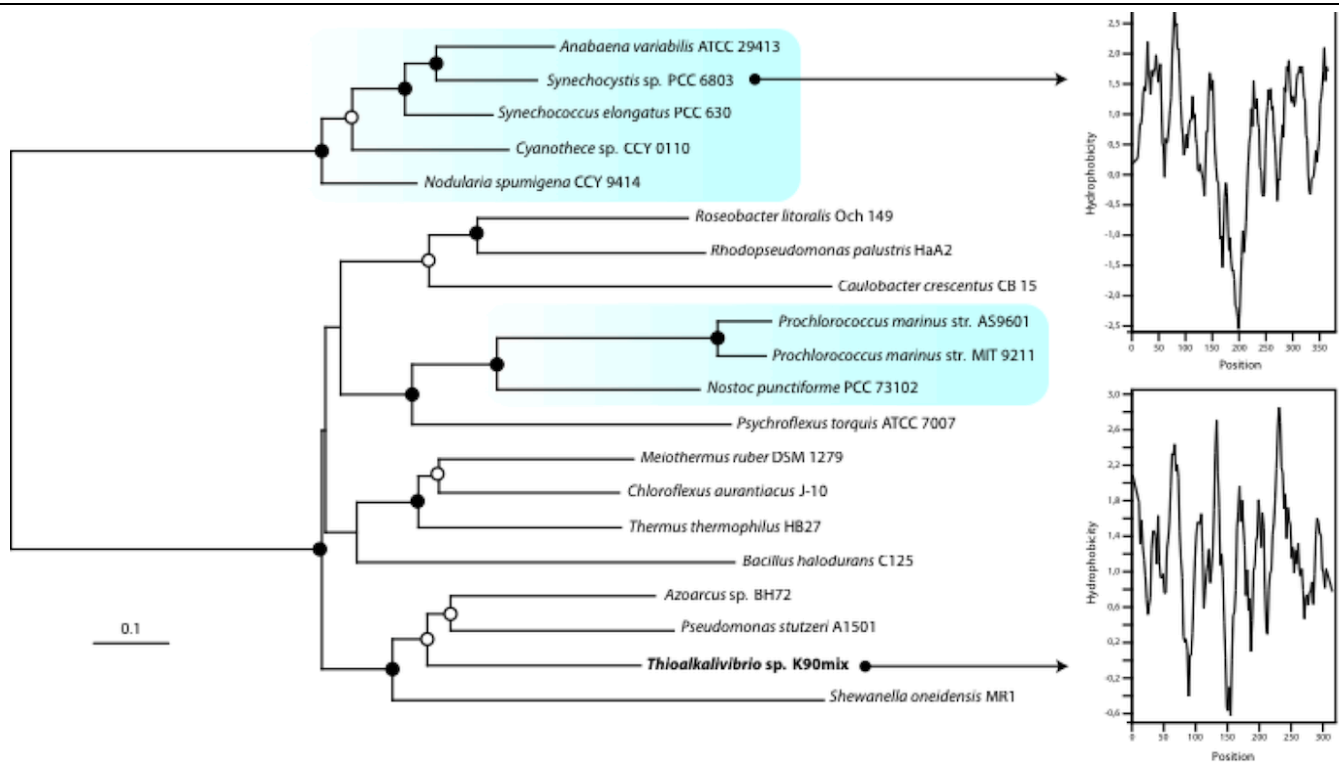 Anabaena variabilis ATCC 29413
Synechocystis sp. PCC 6803
Synechococcus elongatus PCC 630
Cyanothece sp. CCY 0110
Nodularia spumigena CCY 9414
Roseobacter litoralis Och 149
Rhodopseudomonas palustris HaA2
Caulobacter crescentus CB 15
Prochlorococcus marinus str. AS9601
Prochlorococcus marinus str. MIT 9211
Nostoc punctiforme PCC 73102
Psychroflexus torquis ATCC 7007
Meiothermus ruber DSM 1279
Chloroflexus aurantiacus J-10
Thermus thermophilus HB27
Bacillus halodurans C125
Azoarcus sp. BH72
Pseudomonas stutzeri A1501
Thioalkalivibrio sp. K90mix
Shewanella oneidensis MR1
0.1
2,5
2,0
1,5
1,0
0,5
0,0
-0,5
-1,0
-1,5
-2,0
-2,5
Hydrophobicity
0 50 100 150 200 250 300 350
Position
3,0
2,6
2,2
1,8
1,4
1,0
0,6
0,2
-0,2
-0,6
Hydrophobicity
0 50 100 150 200 250 300
Position